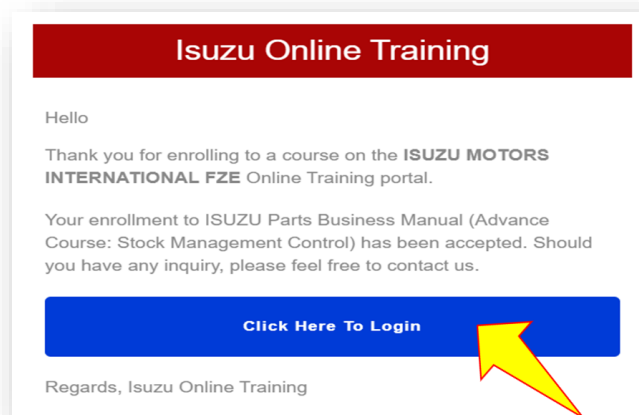 Isuzu Online Training
Hello
Thank you for enrolling to a course on the ISUZU MOTORS
INTERNATIONAL FZE Online Training portal.
Your enrollment to ISUZU Parts Business Manual (Advance
Course: Stock Management Control) has been accepted. Should
you have any inquiry, please feel free to contact us.
Click Here To Login
Regards, Isuzu Online Training